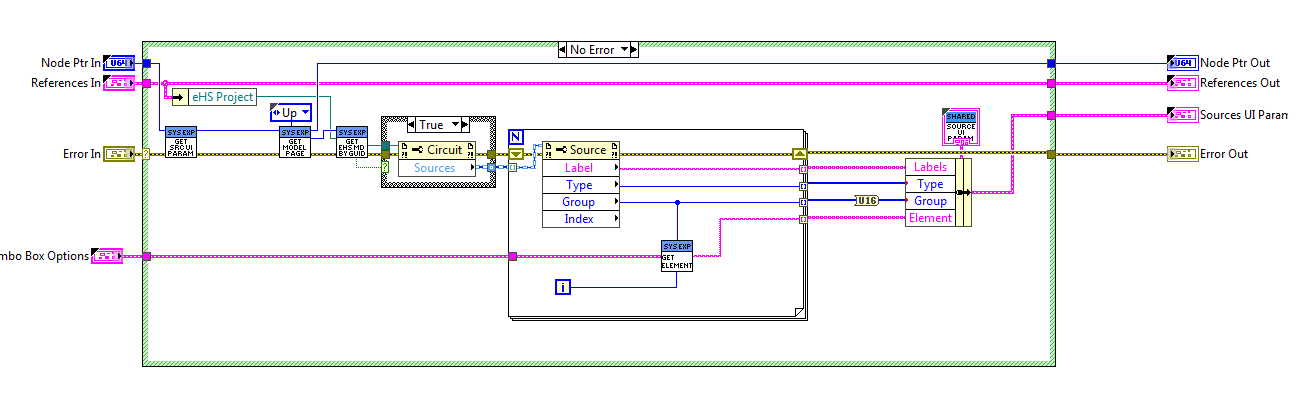 No Error
Node Ptr In
U64
U64
Node Ptr Out
References In
References Out
eHS Project
Up
SHARED
SOURCE
UI
PARAM
Sources UI Param
True
SYS EXP
GET
SRCUI
PARAM
SYS EXP
GET
MODEL
PAGE
SYS EXP
EHS MD
BYGUID
N
Error In
Circuit
Sources
Source
Label
Type
Group
Index
Labels
Type
Group
Element
U16
Error Out
SYS EXP
GET
ELEMENT
mbo Box Options
i